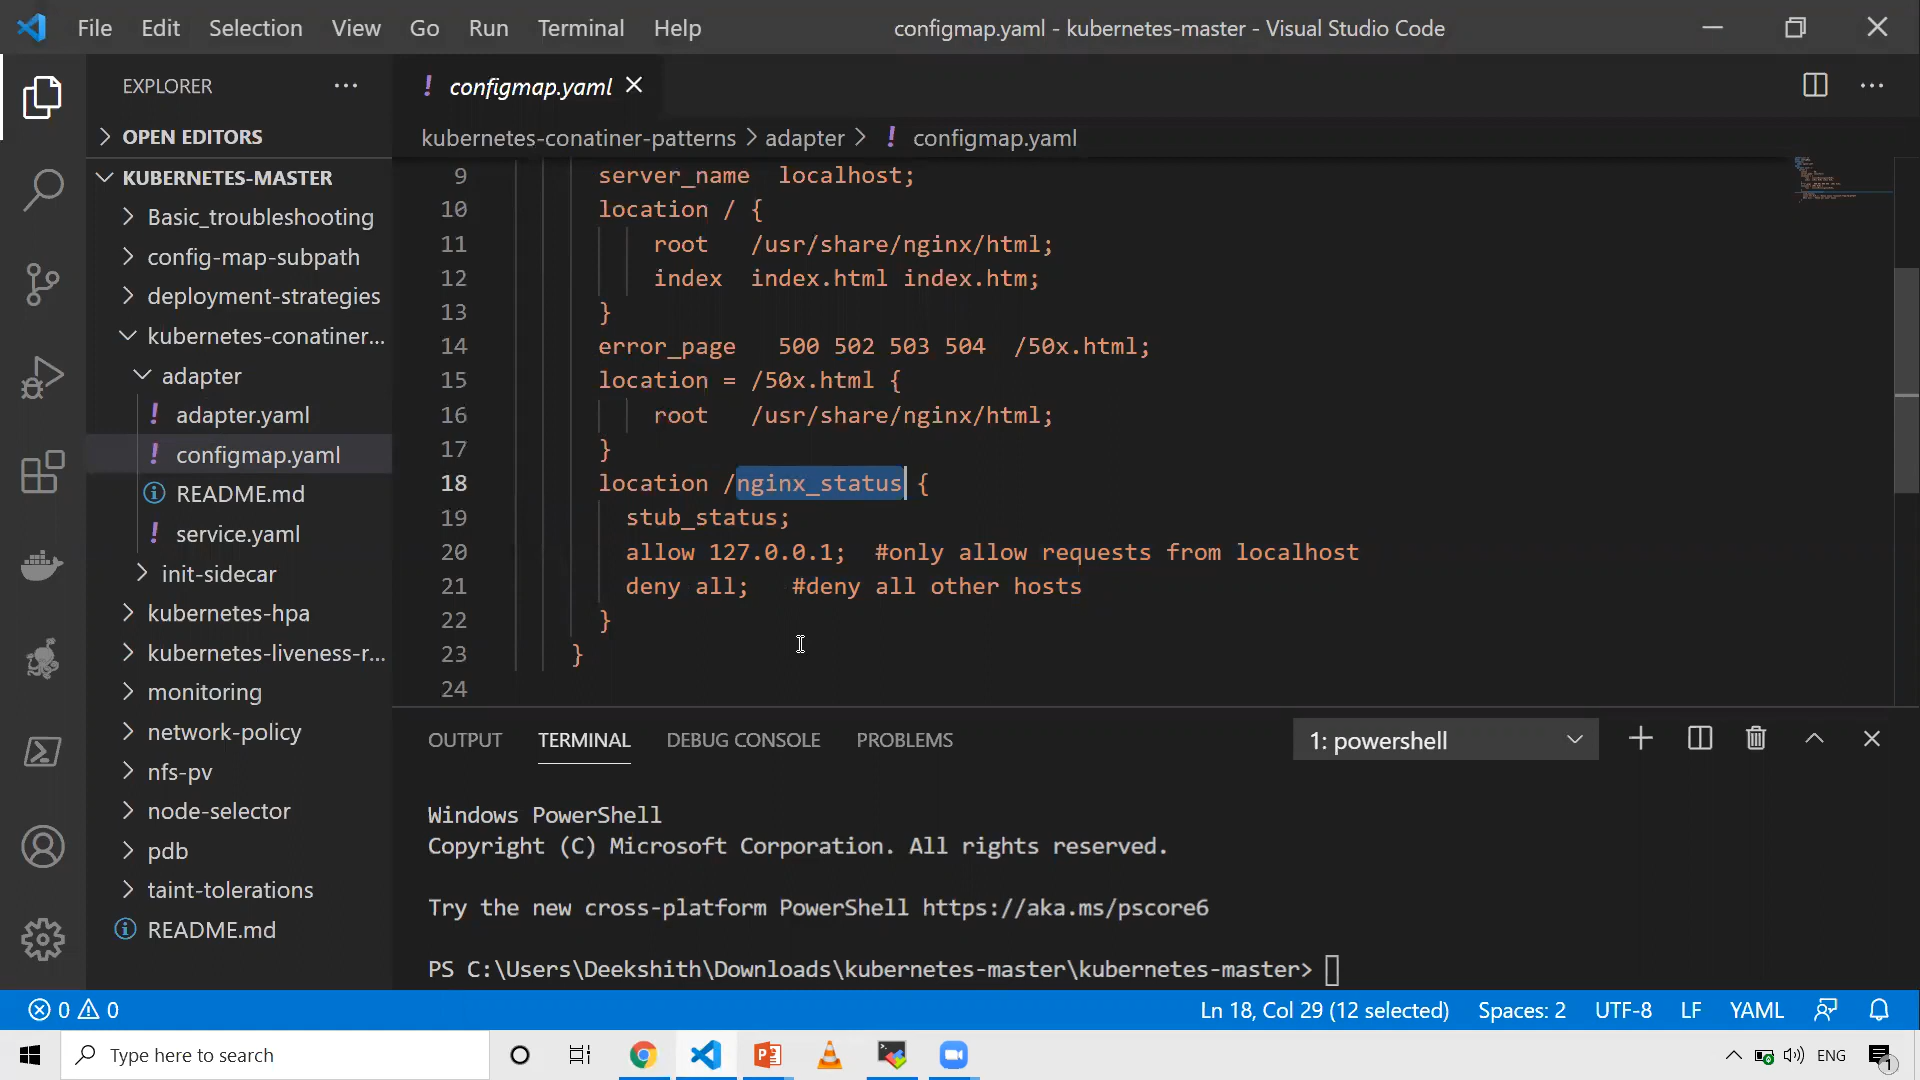 File Edit Selection View Go Run Terminal Help configmap.yaml - kubernetes-master - Visual Studio Code
EXPLORER
OPEN EDITORS
KUBERNETES-MASTER
Basic_troubleshooting
config-map-subpath
deployment-strategies
kubernetes-conatiner...
adapter
! adapter.yaml
! configmap.yaml
README.md
! service.yaml
init-sidecar
kubernetes-hpa
kubernetes-liveness-r...
monitoring
network-policy
nfs-pv
node-selector
pdb
taint-tolerations
README.md
! configmap.yaml
kubernetes-conatiner-patterns > adapter > ! configmap.yaml
9 server_name localhost;
10 location / {
11 root /usr/share/nginx/html;
12 index index.html index.htm;
13 }
14 error_page 500 502 503 504 /50x.html;
15 location = /50x.html {
16 root /usr/share/nginx/html;
17 }
18 location /nginx_status {
19 stub_status;
20 allow 127.0.0.1; #only allow requests from localhost
21 deny all; #deny all other hosts
22 }
23 }
24
OUTPUT TERMINAL DEBUG CONSOLE PROBLEMS 1: powershell
Windows PowerShell
Copyright (C) Microsoft Corporation. All rights reserved.
Try the new cross-platform PowerShell https://aka.ms/pscore6
PS C:\Users\Deekshith\Downloads\kubernetes-master\kubernetes-master>
0 0 Ln 18, Col 29 (12 selected) Spaces: 2 UTF-8 LF YAML
Type here to search ENG 1